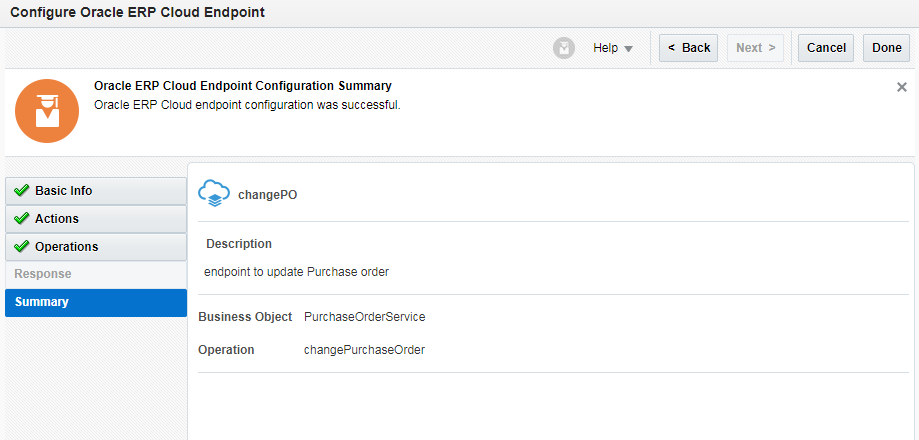 Configure Oracle ERP Cloud Endpoint
Help
< Back
Next >
Cancel
Done
Oracle ERP Cloud Endpoint Configuration Summary
Oracle ERP Cloud endpoint configuration was successful.
Basic Info
Actions
Operations
Response
Summary
changePO
Description
endpoint to update Purchase order
Business Object PurchaseOrderService
Operation changePurchaseOrder